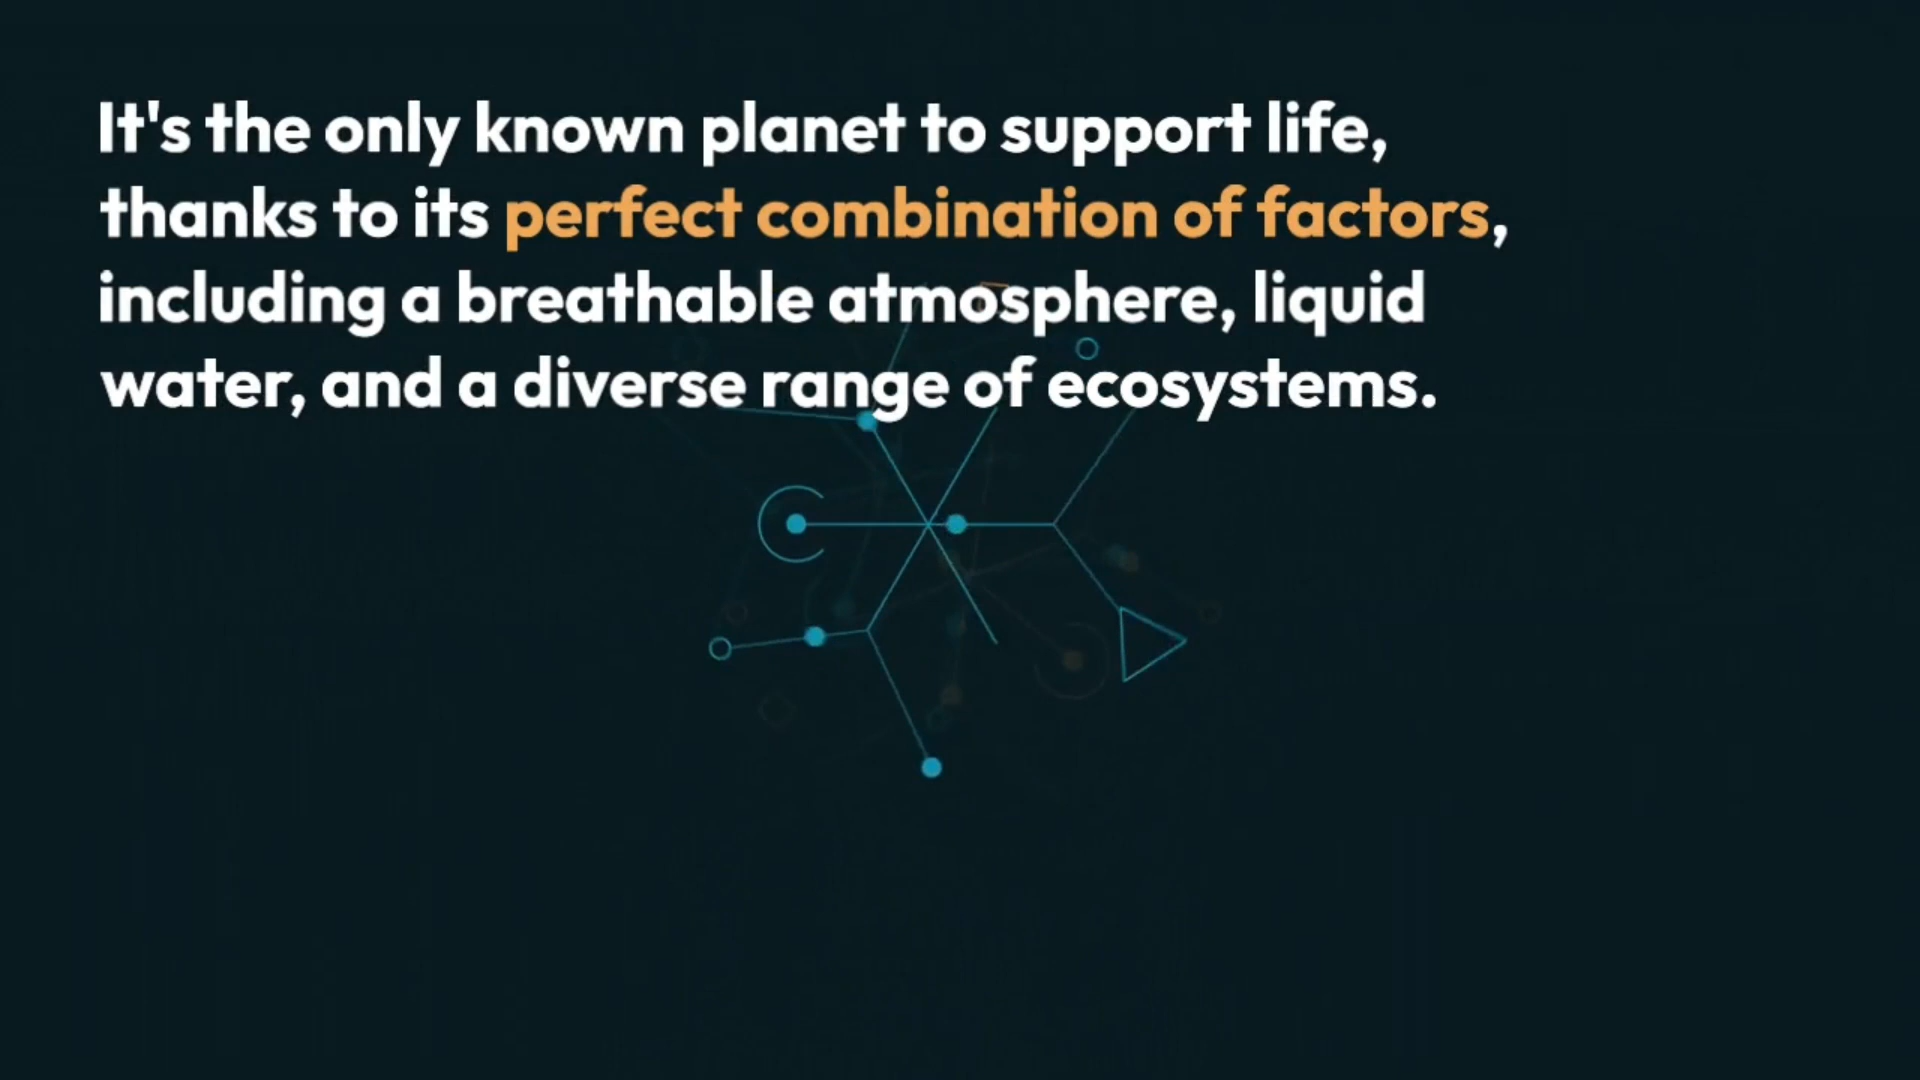 It's the only known planet to support life,
thanks to its perfect combination of factors,
including a breathable atmosphere, liquid
water, and a diverse range of ecosystems.